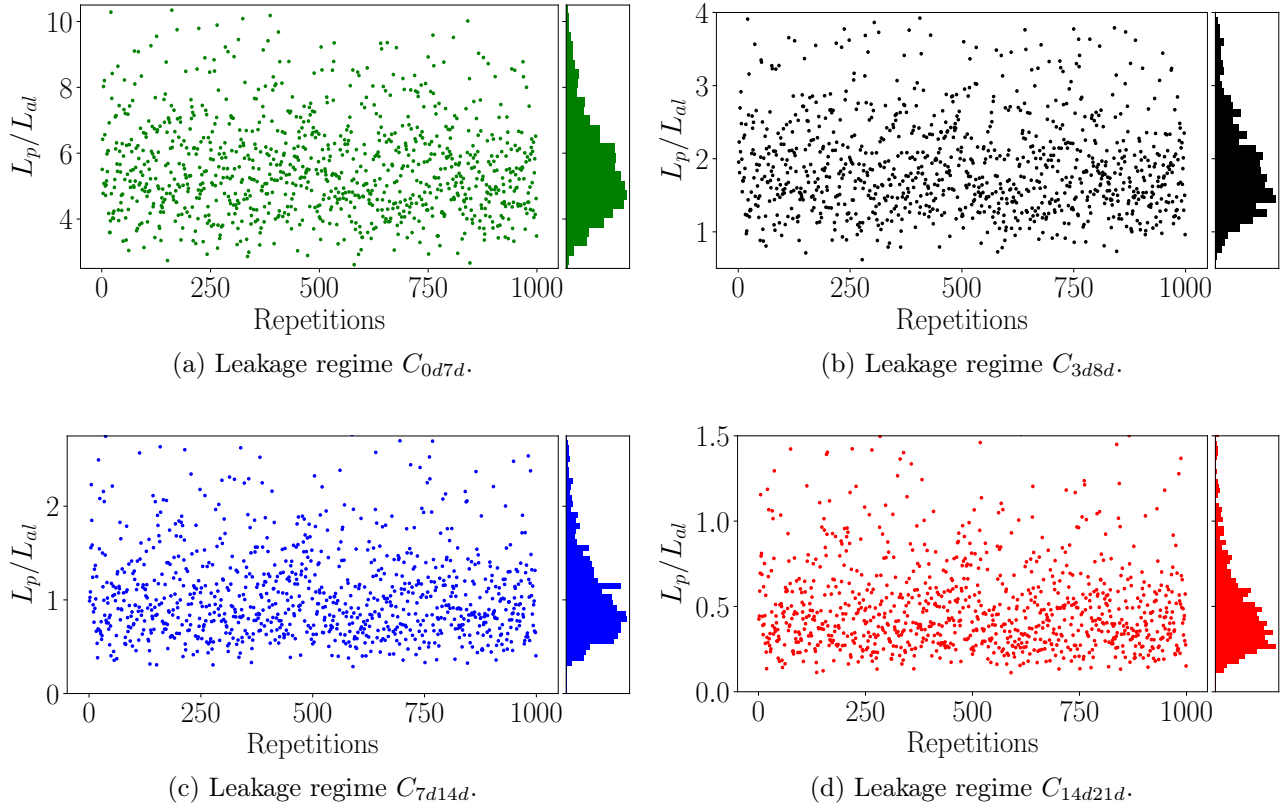 10
8
6
4
L_p/L_al
0 250 500 750 1000
Repetitions
(a) Leakage regime C_0d7d.
4
3
2
1
L_p/L_al
0 250 500 750 1000
Repetitions
(b) Leakage regime C_3d8d.
2
1
0
L_p/L_al
0 250 500 750 1000
Repetitions
(c) Leakage regime C_7d14d.
1.5
1.0
0.5
0.0
L_p/L_al
0 250 500 750 1000
Repetitions
(d) Leakage regime C_14d21d.